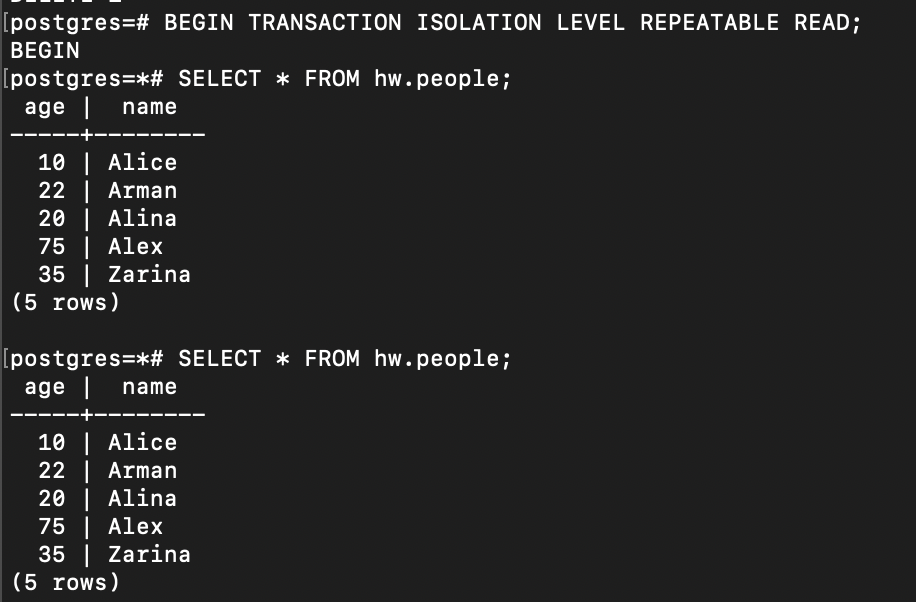 postgres=# BEGIN TRANSACTION ISOLATION LEVEL REPEATABLE READ;
BEGIN
[postgres=*# SELECT * FROM hw.people;
 age |  name
-----+--------
  10 | Alice
  22 | Arman
  20 | Alina
  75 | Alex
  35 | Zarina
(5 rows)

[postgres=*# SELECT * FROM hw.people;
 age |  name
-----+--------
  10 | Alice
  22 | Arman
  20 | Alina
  75 | Alex
  35 | Zarina
(5 rows)